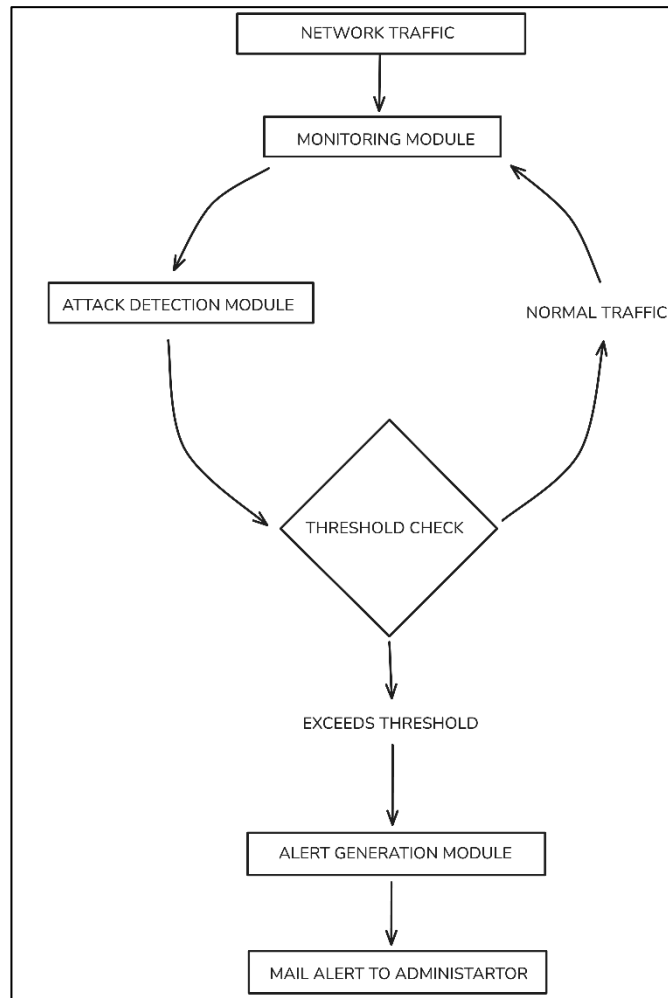 NETWORK TRAFFIC
MONITORING MODULE
ATTACK DETECTION MODULE
NORMAL TRAFFIC
THRESHOLD CHECK
EXCEEDS THRESHOLD
ALERT GENERATION MODULE
MAIL ALERT TO ADMINISTARTOR